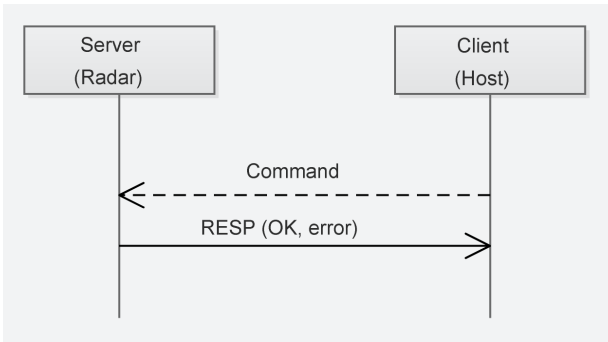 Server
(Radar)
Client
(Host)
Command
RESP (OK, error)